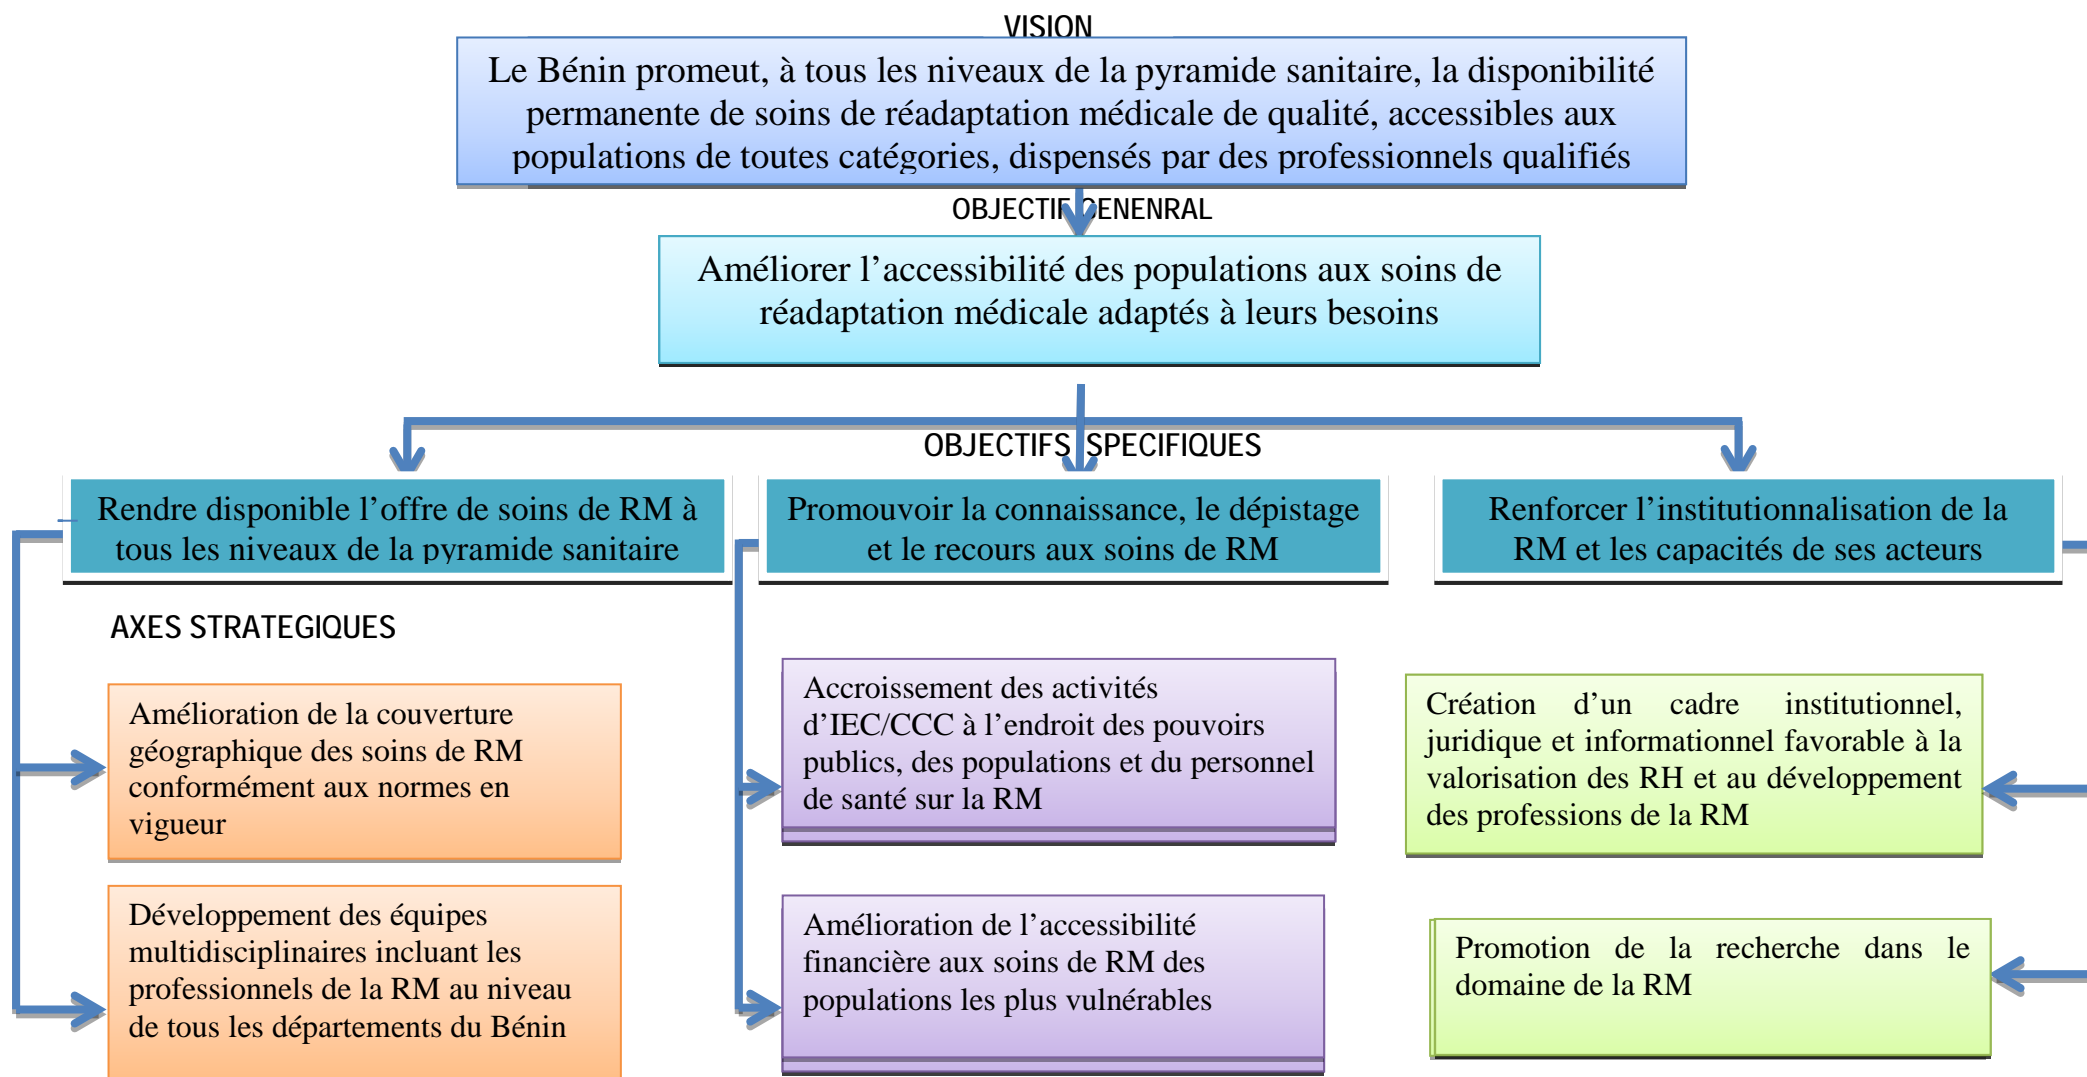 VISION
Le Bénin promeut, à tous les niveaux de la pyramide sanitaire, la disponibilité
permanente de soins de réadaptation médicale de qualité, accessibles aux
populations de toutes catégories, dispensés par des professionnels qualifiés
OBJECTIF GENENRAL
Améliorer l’accessibilité des populations aux soins de
réadaptation médicale adaptés à leurs besoins
OBJECTIFS SPECIFIQUES
Rendre disponible l’offre de soins de RM à
tous les niveaux de la pyramide sanitaire
Promouvoir la connaissance, le dépistage
et le recours aux soins de RM
Renforcer l’institutionnalisation de la
RM et les capacités de ses acteurs
AXES STRATEGIQUES
Amélioration de la couverture
géographique des soins de RM
conformément aux normes en
vigueur
Accroissement des activités
d’IEC/CCC à l’endroit des pouvoirs
publics, des populations et du personnel
de santé sur la RM
Création d’un cadre institutionnel,
juridique et informationnel favorable à la
valorisation des RH et au développement
des professions de la RM
Développement des équipes
multidisciplinaires incluant les
professionnels de la RM au niveau
de tous les départements du Bénin
Amélioration de l’accessibilité
financière aux soins de RM des
populations les plus vulnérables
Promotion de la recherche dans le
domaine de la RM